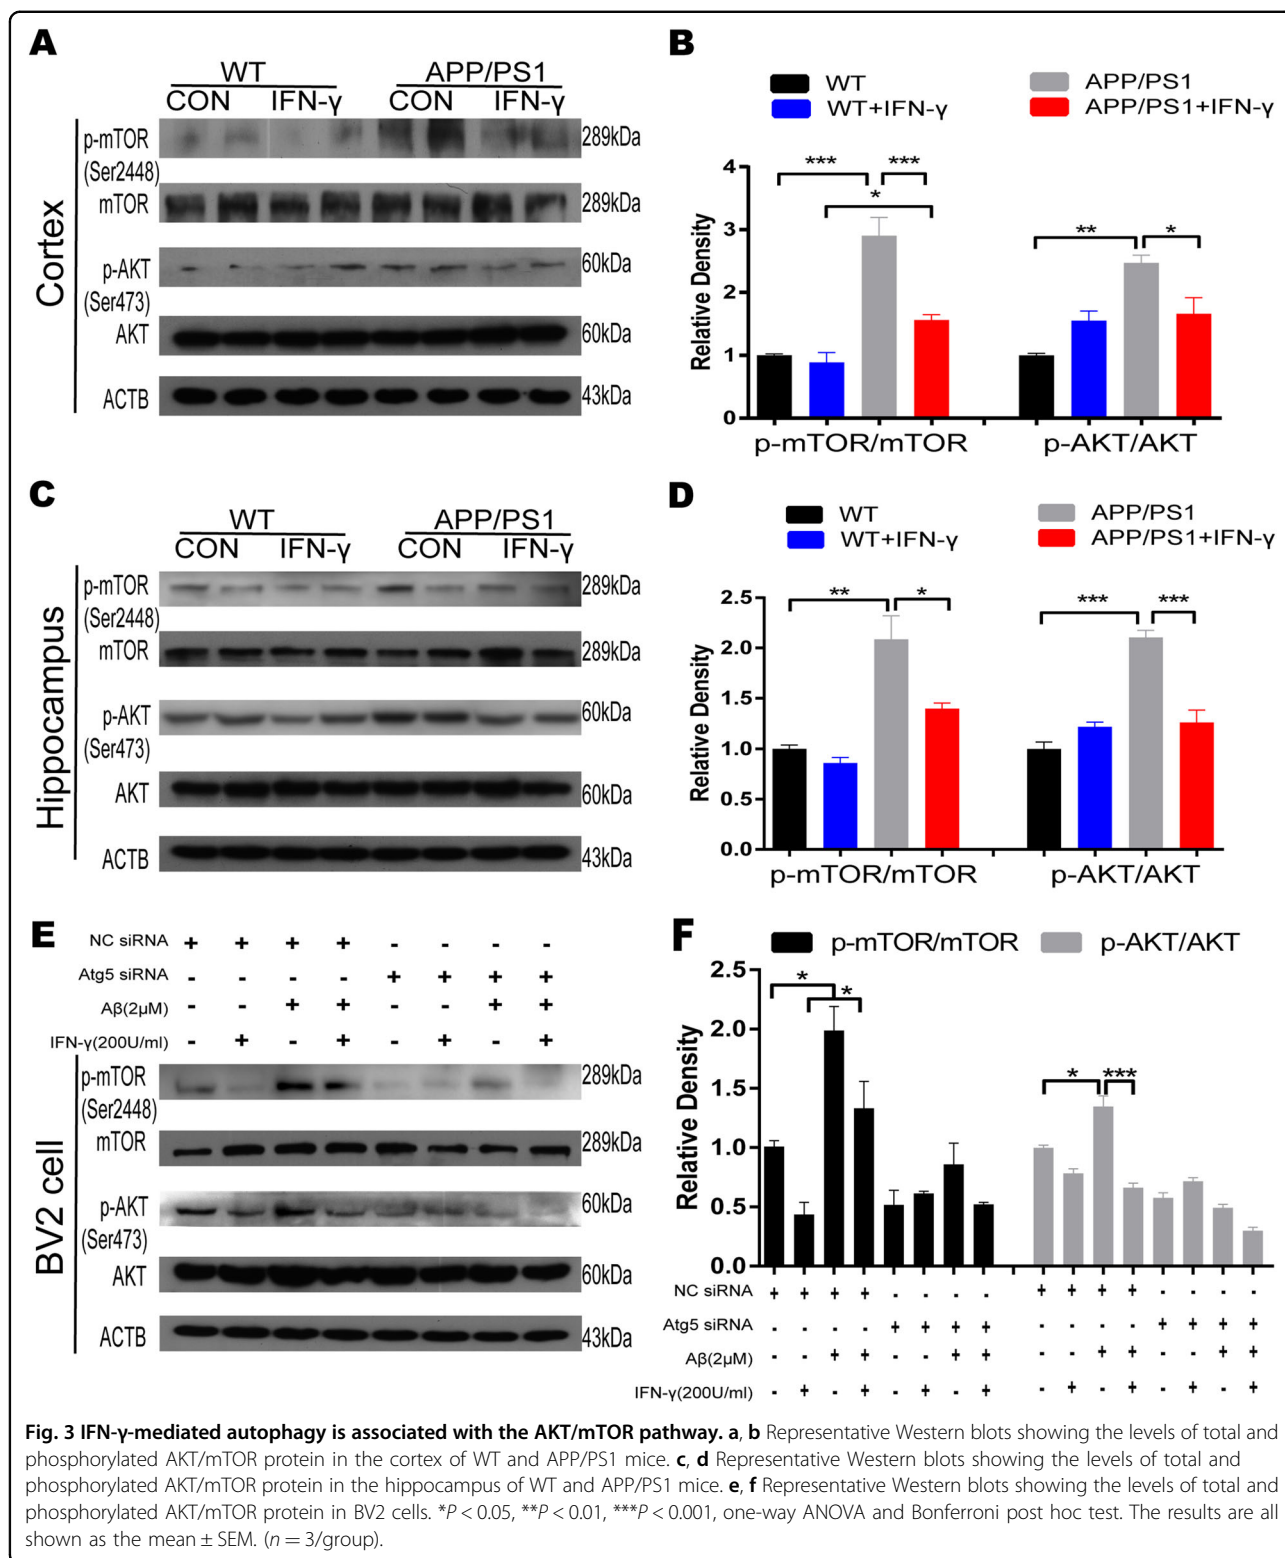 A
WT APP/PS1
CON IFN-γ CON IFN-γ
Cortex
p-mTOR 289kDa
(Ser2448)
mTOR 289kDa
p-AKT 60kDa
(Ser473)
AKT 60kDa
ACTB 43kDa
B
WT APP/PS1
WT+IFN-γ APP/PS1+IFN-γ
Relative Density
4
3
2
1
0
*** *** * ** *
p-mTOR/mTOR p-AKT/AKT
C
WT APP/PS1
CON IFN-γ CON IFN-γ
Hippocampus
p-mTOR 289kDa
(Ser2448)
mTOR 289kDa
p-AKT 60kDa
(Ser473)
AKT 60kDa
ACTB 43kDa
D
WT APP/PS1
WT+IFN-γ APP/PS1+IFN-γ
Relative Density
2.5
2.0
1.5
1.0
0.5
0.0
** * *** ***
p-mTOR/mTOR p-AKT/AKT
E
NC siRNA + + + + - - - -
Atg5 siRNA - - - - + + + +
Aβ(2μM) - - + + - - + +
IFN-γ(200U/ml) - + - + - + - +
BV2 cell
p-mTOR 289kDa
(Ser2448)
mTOR 289kDa
p-AKT 60kDa
(Ser473)
AKT 60kDa
ACTB 43kDa
F
p-mTOR/mTOR p-AKT/AKT
Relative Density
2.5
2.0
1.5
1.0
0.5
0.0
* * * ***
NC siRNA + + + + - - - - + + + + - - - -
Atg5 siRNA - - - - + + + + - - - - + + + +
Aβ(2μM) - - + + - - + + - - + + - - + +
IFN-γ(200U/ml) - + - + - + - + - + - + - + - +
Fig. 3 IFN-γ-mediated autophagy is associated with the AKT/mTOR pathway. a, b Representative Western blots showing the levels of total and
phosphorylated AKT/mTOR protein in the cortex of WT and APP/PS1 mice. c, d Representative Western blots showing the levels of total and
phosphorylated AKT/mTOR protein in the hippocampus of WT and APP/PS1 mice. e, f Representative Western blots showing the levels of total and
phosphorylated AKT/mTOR protein in BV2 cells. *P < 0.05, **P < 0.01, ***P < 0.001, one-way ANOVA and Bonferroni post hoc test. The results are all
shown as the mean ± SEM. (n = 3/group).